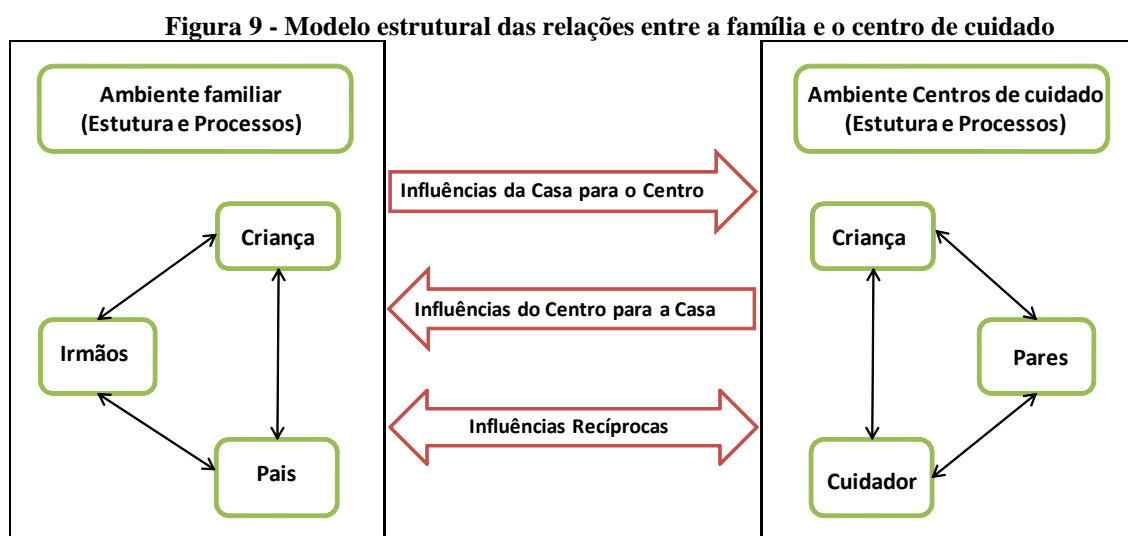 Figura 9 - Modelo estrutural das relações entre a família e o centro de cuidado
Ambiente familiar
(Estutura e Processos)
Criança
Irmãos
Pais
Influências da Casa para o Centro
Influências do Centro para a Casa
Influências Recíprocas
Ambiente Centros de cuidado
(Estutura e Processos)
Criança
Pares
Cuidador